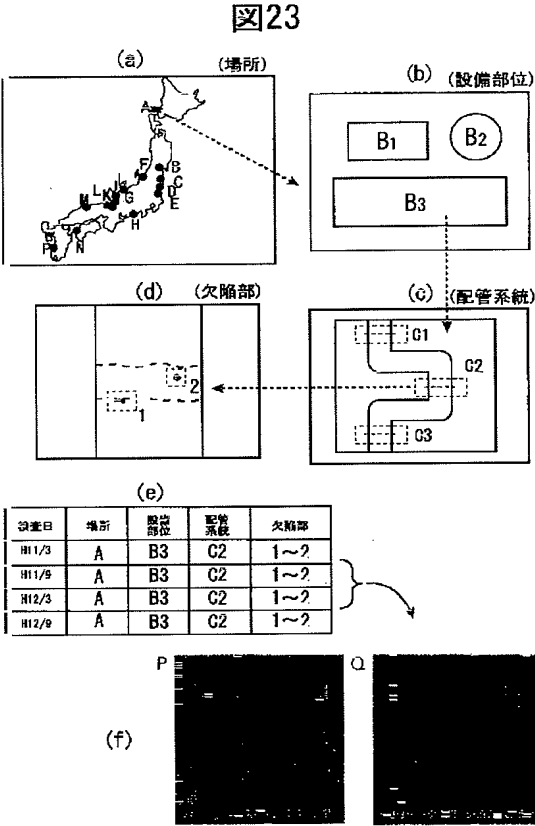 図23
(a) (場所)
A
B
C
D
E
F
G
H
L
K
M
N
P
(b) (設備部位)
B1
B2
B3
(c) (配管系統)
C1
C2
C3
(d) (欠陥部)
1
2
(e)
検査日 場所 設備部位 配管系統 欠陥部
H11/3 A B3 C2 1～2
H11/9 A B3 C2 1～2
H12/3 A B3 C2 1～2
H12/9 A B3 C2 1～2
P Q
(f)